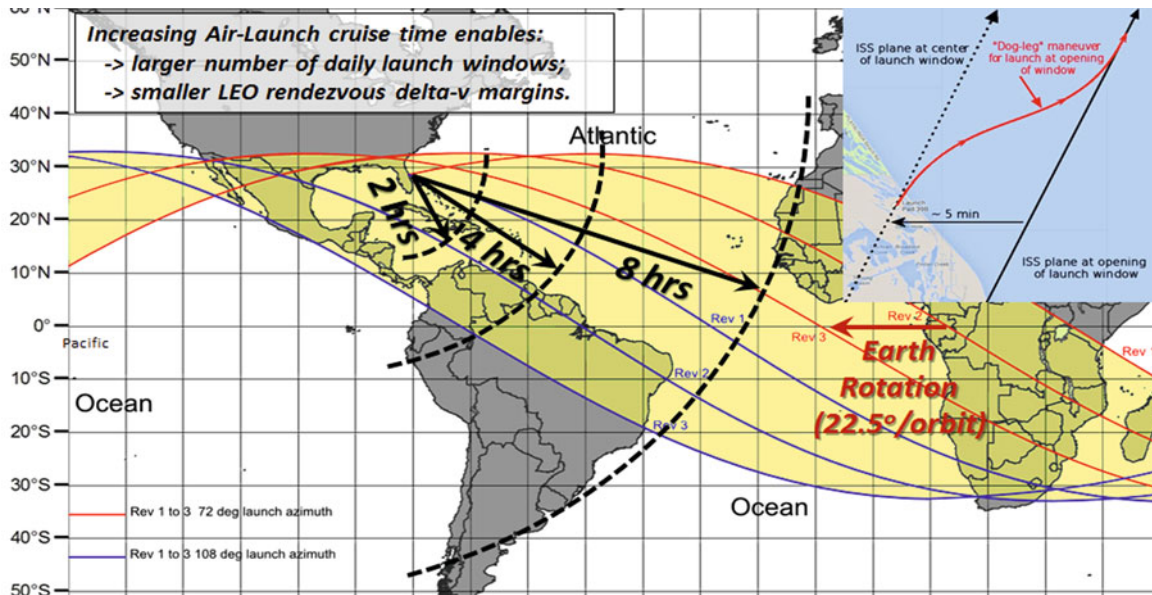 Increasing Air-Launch cruise time enables:
-> larger number of daily launch windows;
-> smaller LEO rendezvous delta-v margins.
50°N
40°N
30°N
20°N
10°N
0°
10°S
20°S
30°S
40°S
50°S
Atlantic
2 hrs
4 hrs
8 hrs
Pacific
Ocean
Rev 1
Rev 2
Rev 3
Rev 2
Rev 3
Rev 1
Earth
Rotation
(22.5°/orbit)
Ocean
Rev 1 to 3 72 deg launch azimuth
Rev 1 to 3 108 deg launch azimuth
ISS plane at center
of launch window
"Dog-leg" maneuver
for launch at opening
of window
Launch
~ 5 min
ISS plane at opening
of launch window